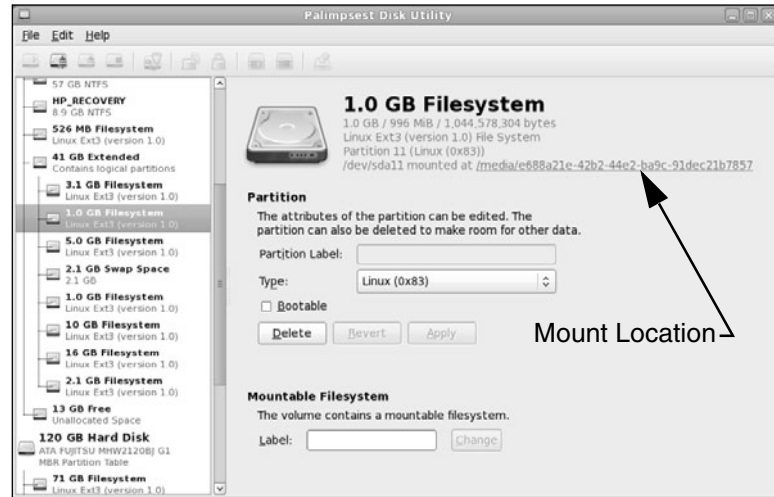 Palimpsest Disk Utility
File Edit Help
57 GB NTFS
HP_RECOVERY
8.9 GB NTFS
526 MB Filesystem
Linux Ext3 (version 1.0)
41 GB Extended
Contains logical partitions
3.1 GB Filesystem
Linux Ext3 (version 1.0)
1.0 GB Filesystem
Linux Ext3 (version 1.0)
5.0 GB Filesystem
Linux Ext3 (version 1.0)
2.1 GB Swap Space
2.1 GB
1.0 GB Filesystem
Linux Ext3 (version 1.0)
10 GB Filesystem
Linux Ext3 (version 1.0)
16 GB Filesystem
Linux Ext3 (version 1.0)
2.1 GB Filesystem
Linux Ext3 (version 1.0)
13 GB Free
Unallocated Space
120 GB Hard Disk
ATA FUJITSU MHW2120BJ G1
MBR Partition Table
71 GB Filesystem
Linux Ext3 (version 1.0)
1.0 GB Filesystem
1.0 GB / 996 MiB / 1,044,578,304 bytes
Linux Ext3 (version 1.0) File System
Partition 11 (Linux (0x83))
/dev/sda11 mounted at /media/e688a21e-42b2-44e2-ba9c-91dec21b7857
Partition
The attributes of the partition can be edited. The
partition can also be deleted to make room for other data.
Partition Label:
Type: Linux (0x83)
Bootable
Delete Revert Apply
Mount Location
Mountable Filesystem
The volume contains a mountable filesystem.
Label: Change